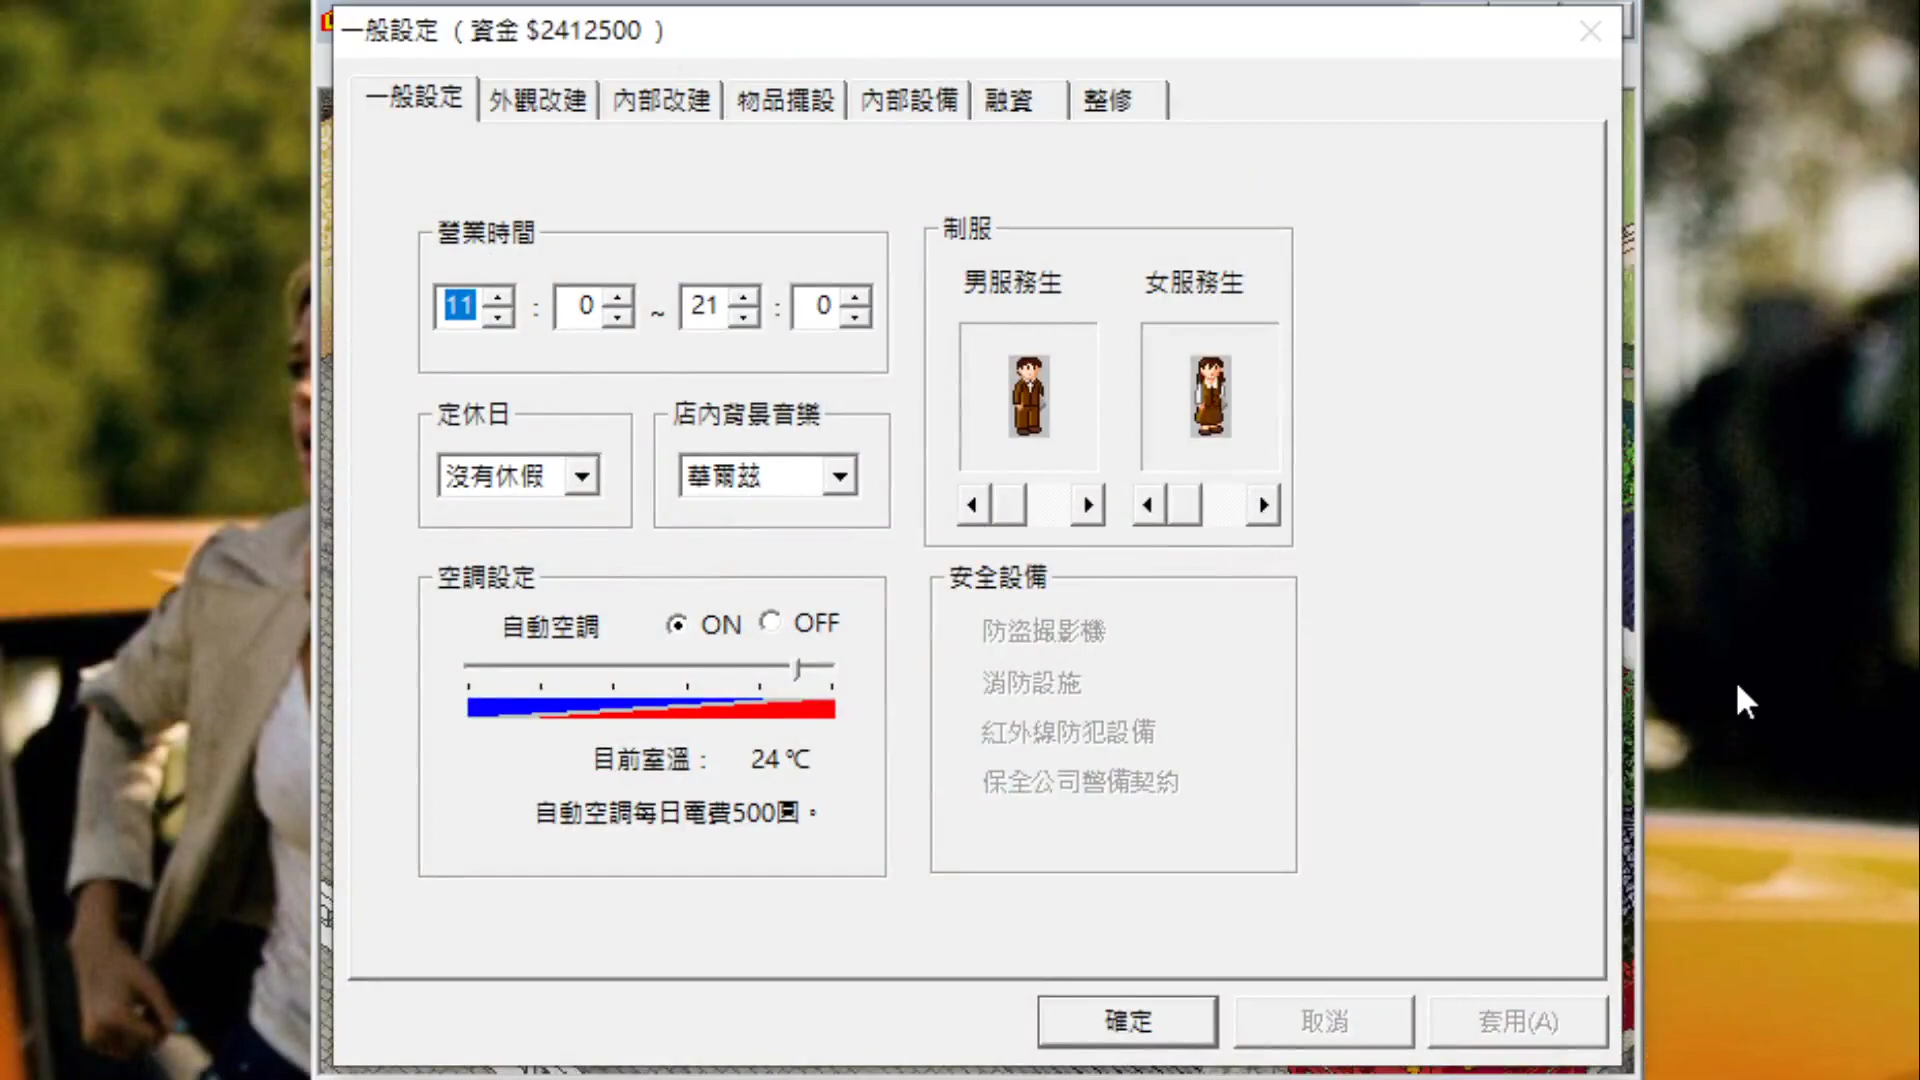 一般設定 （ 資金 $2412500 ）
一般設定 外觀改建 內部改建 物品擺設 內部設備 融資 整修
營業時間
11 : 0 ~ 21 : 0
制服
男服務生 女服務生
定休日
沒有休假
店內背景音樂
華爾玆
空調設定
自動空調 ON OFF
目前室溫： 24 ℃
自動空調每日電費500圓。
安全設備
防盜攝影機
消防設施
紅外線防犯設備
保全公司警備契約
確定 取消 套用(A)